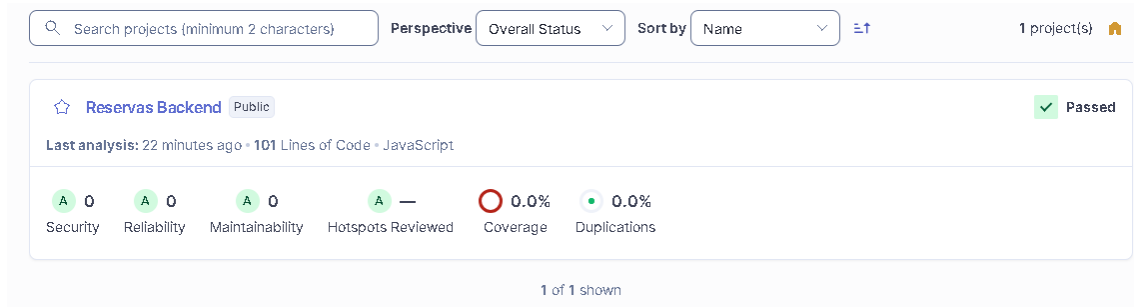 Search projects (minimum 2 characters) Perspective Overall Status Sort by Name 1 project(s)
Reservas Backend Public Passed
Last analysis: 22 minutes ago • 101 Lines of Code • JavaScript
A 0 A 0 A 0 A — 0.0% 0.0%
Security Reliability Maintainability Hotspots Reviewed Coverage Duplications
1 of 1 shown